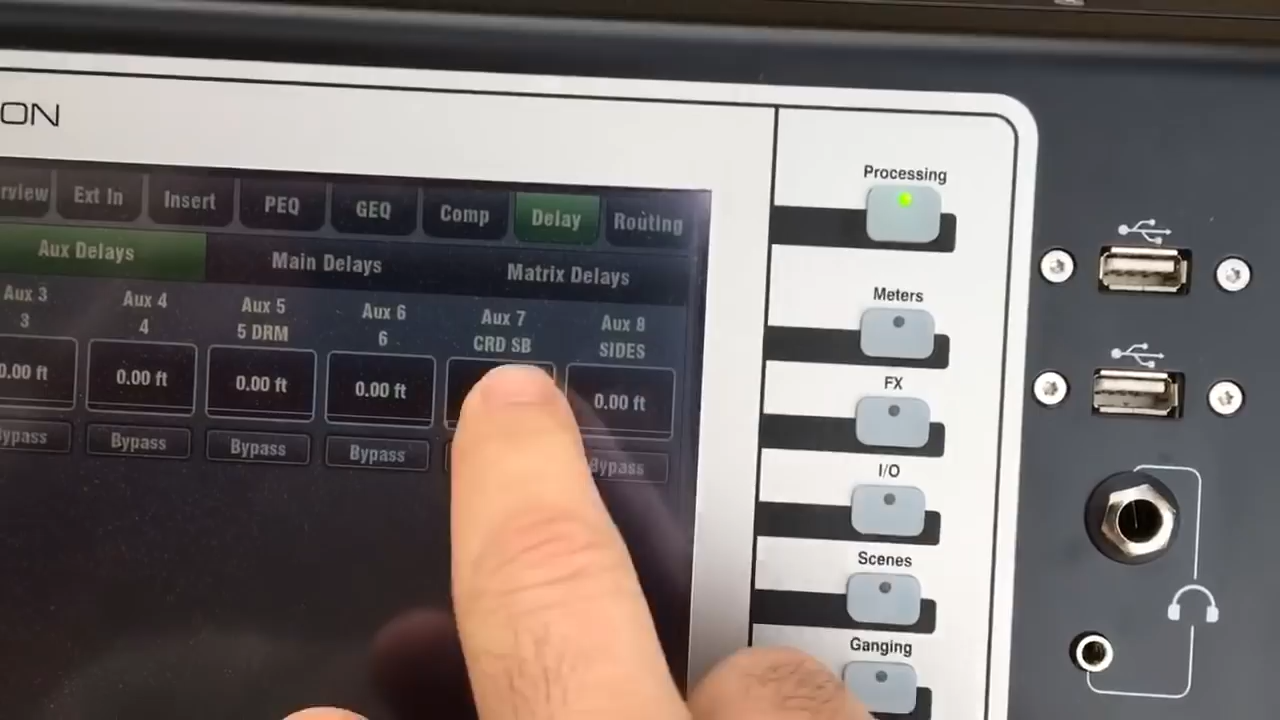 ON
rview Ext In Insert PEQ GEQ Comp Delay Routing
Aux Delays Main Delays Matrix Delays
Aux 3 Aux 4 Aux 5 Aux 6 Aux 7 Aux 8
3 4 5 DRM 6 CRD SB SIDES
0.00 ft 0.00 ft 0.00 ft 0.00 ft 0.00 ft
ypass Bypass Bypass Bypass Bypass
Processing
Meters
FX
I/O
Scenes
Ganging